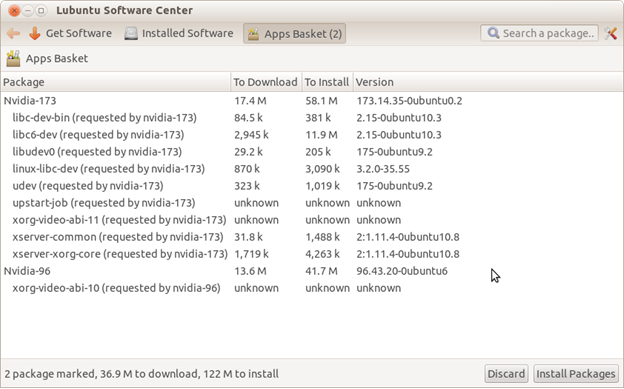 Lubuntu Software Center
Get Software Installed Software Apps Basket (2) Search a package..
Apps Basket
Package To Download To Install Version
Nvidia-173 17.4 M 58.1 M 173.14.35-0ubuntu0.2
libc-dev-bin (requested by nvidia-173) 84.5 k 381 k 2.15-0ubuntu10.3
libc6-dev (requested by nvidia-173) 2,945 k 11.9 M 2.15-0ubuntu10.3
libudev0 (requested by nvidia-173) 29.2 k 205 k 175-0ubuntu9.2
linux-libc-dev (requested by nvidia-173) 870 k 3,090 k 3.2.0-35.55
udev (requested by nvidia-173) 323 k 1,019 k 175-0ubuntu9.2
upstart-job (requested by nvidia-173) unknown unknown unknown
xorg-video-abi-11 (requested by nvidia-173) unknown unknown unknown
xserver-common (requested by nvidia-173) 31.8 k 1,488 k 2:1.11.4-0ubuntu10.8
xserver-xorg-core (requested by nvidia-173) 1,719 k 4,263 k 2:1.11.4-0ubuntu10.8
Nvidia-96 13.6 M 41.7 M 96.43.20-0ubuntu6
xorg-video-abi-10 (requested by nvidia-96) unknown unknown unknown
2 package marked, 36.9 M to download, 122 M to install Discard Install Packages